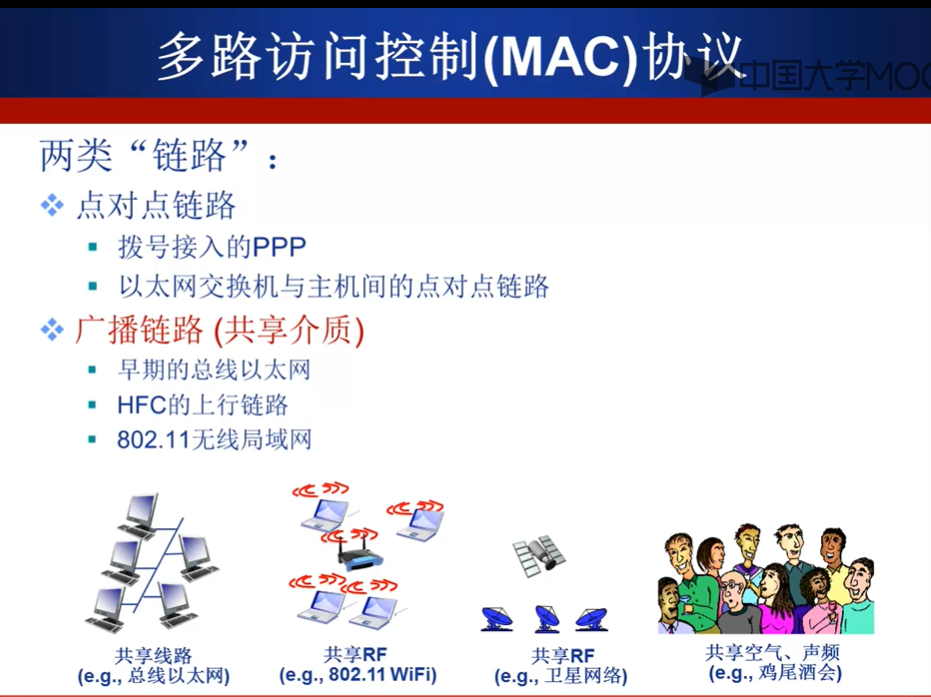 多路访问控制(MAC)协议
中国大学MOO
两类“链路”：
点对点链路
拨号接入的PPP
以太网交换机与主机间的点对点链路
广播链路 (共享介质)
早期的总线以太网
HFC的上行链路
802.11无线局域网
共享线路
(e.g., 总线以太网)
共享RF
(e.g., 802.11 WiFi)
共享RF
(e.g., 卫星网络)
共享空气、声频
(e.g., 鸡尾酒会)